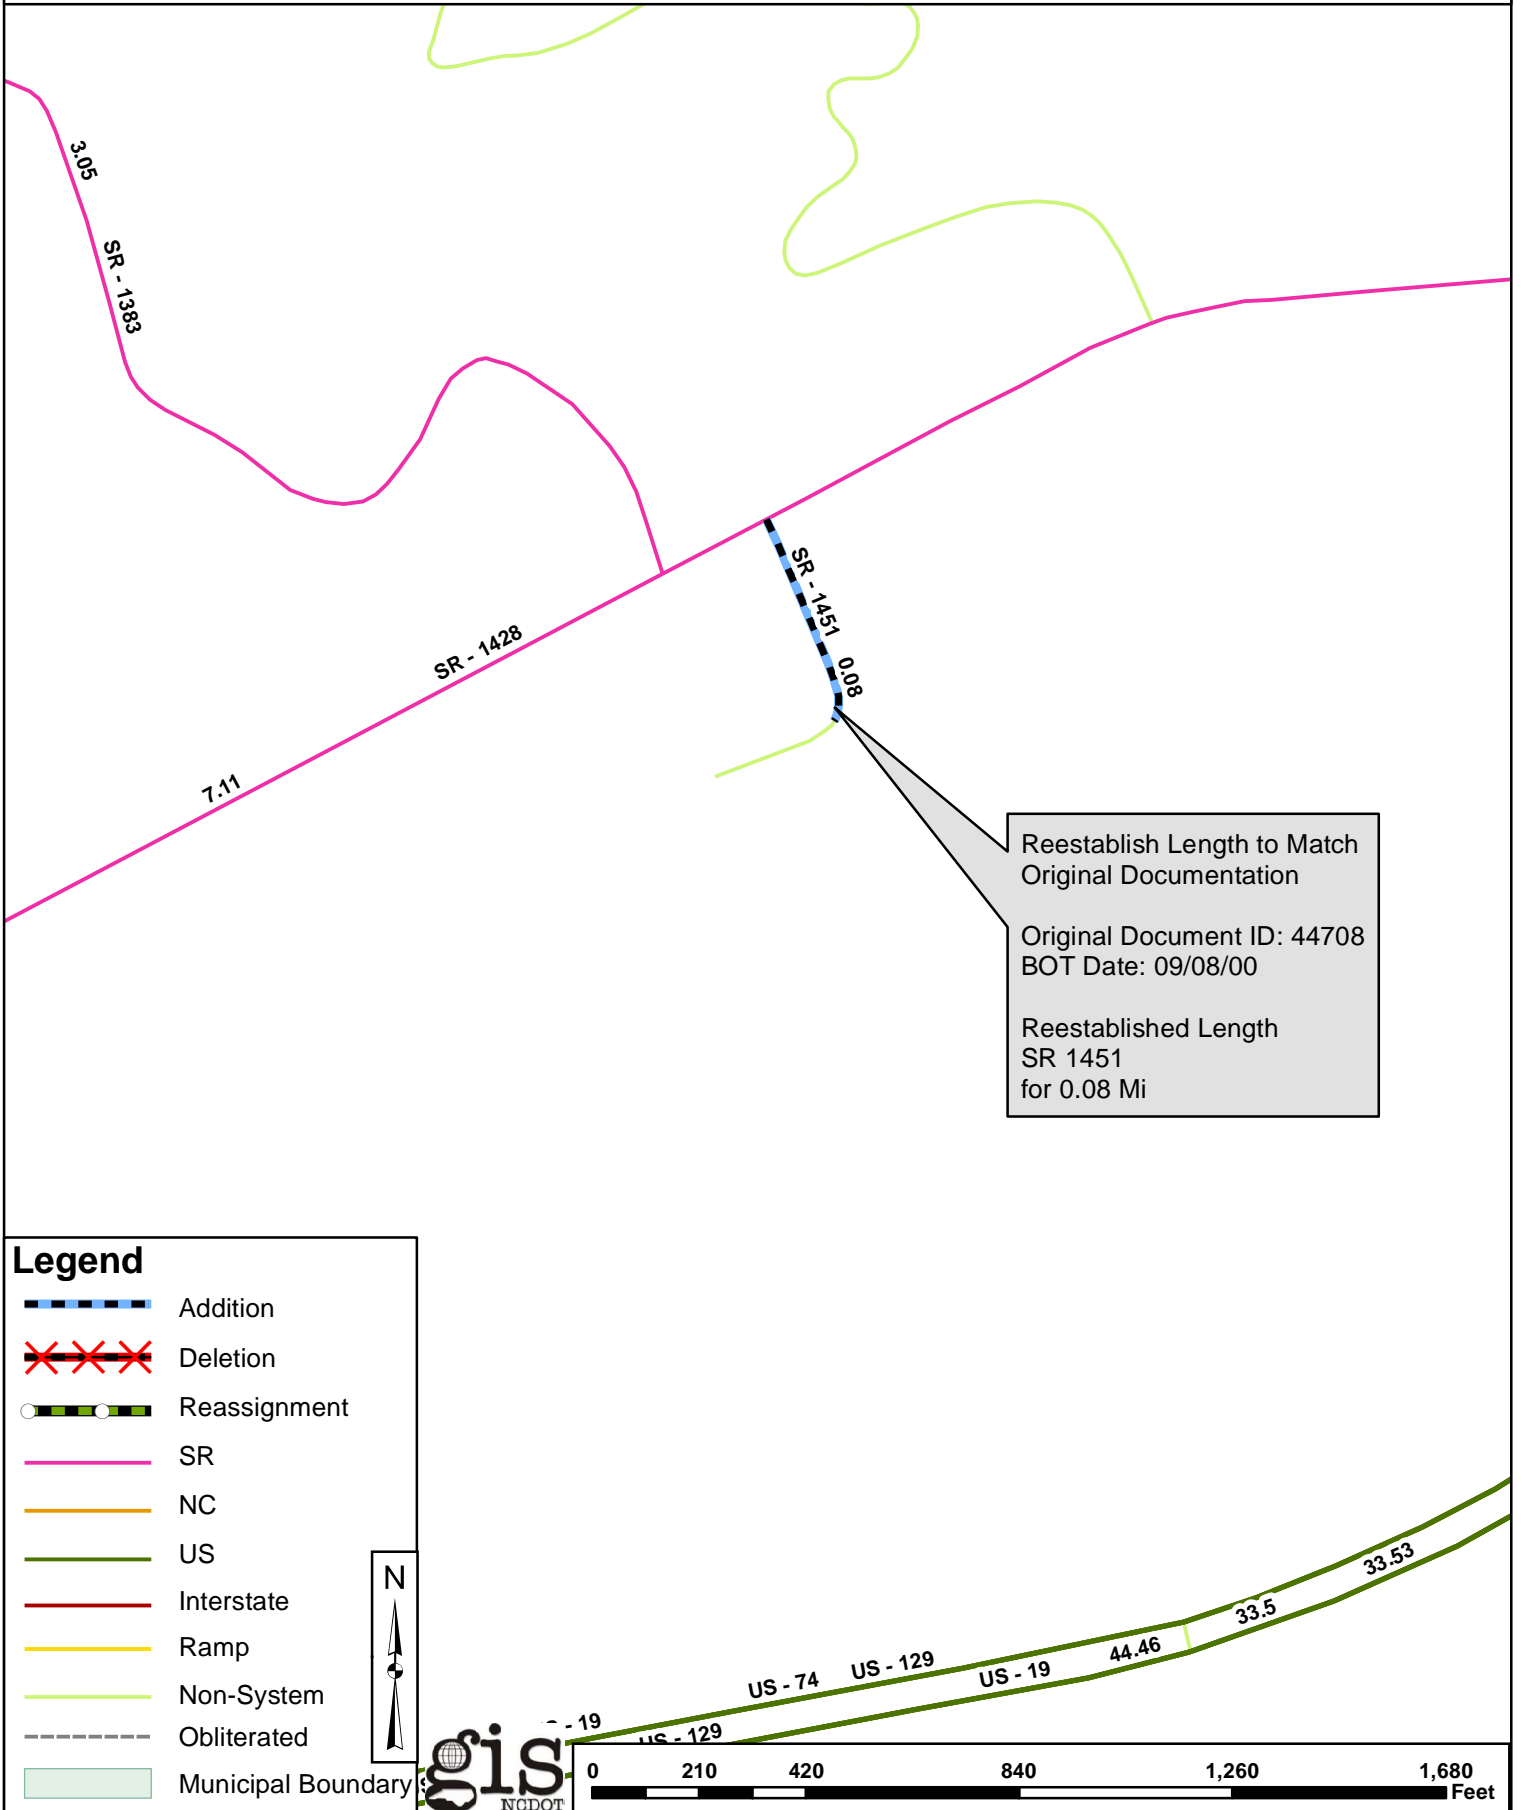 3.05
SR - 1383
SR - 1451
0.08
SR - 1428
7.11
Reestablish Length to Match
Original Documentation
Original Document ID: 44708
BOT Date: 09/08/00
Reestablished Length
SR 1451
for 0.08 Mi
Legend
Addition
Deletion
Reassignment
SR
NC
US
Interstate
Ramp
Non-System
Obliterated
Municipal Boundary
N
33.53
33.5
44.46
US - 129
US - 74
US - 19
- 19
US - 129
gis
NCDOT
0 210 420 840 1,260 1,680
Feet